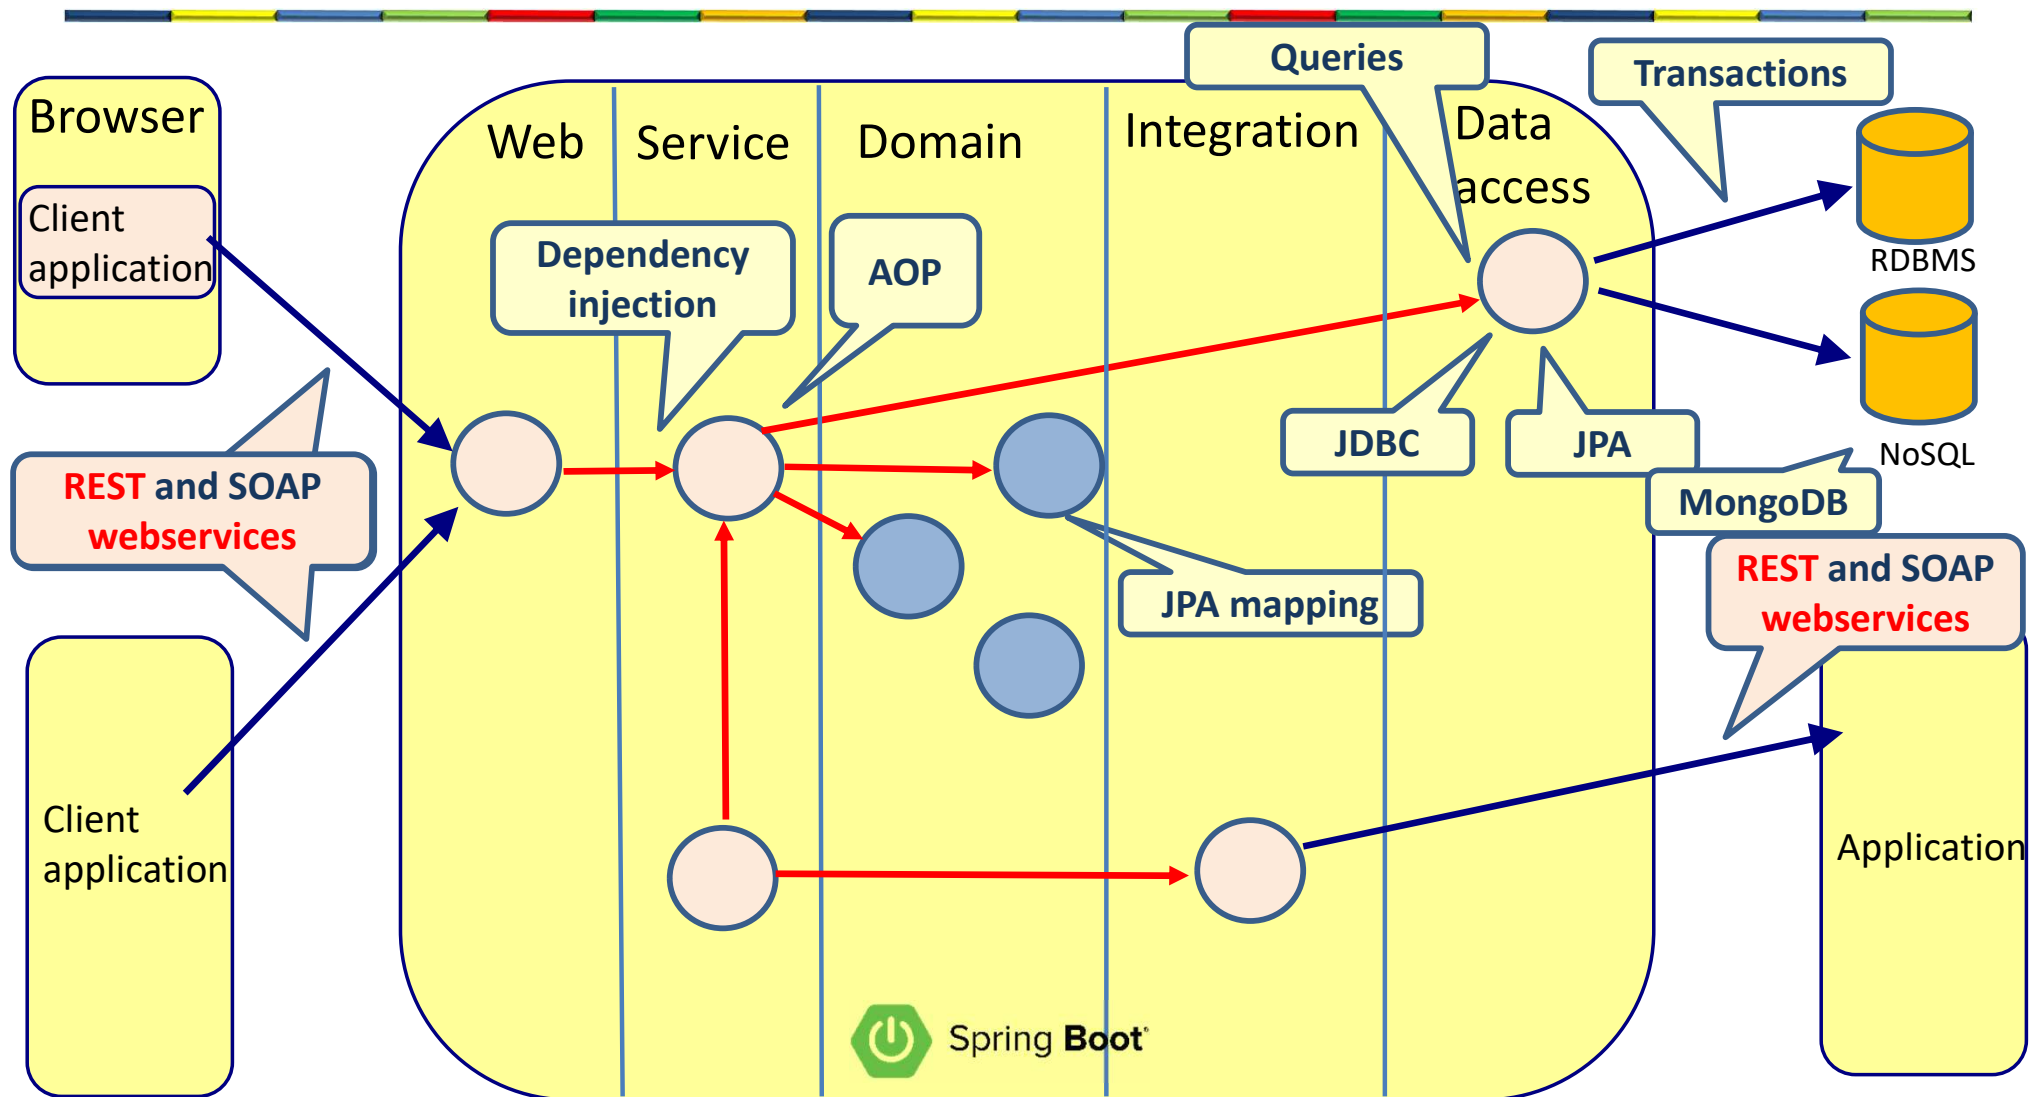 Browser
Client
application
REST and SOAP
webservices
Client
application
Web
Service
Domain
Integration
Data
access
Queries
Transactions
Dependency
injection
AOP
JDBC
JPA
JPA mapping
RDBMS
NoSQL
MongoDB
REST and SOAP
webservices
Application
Spring Boot